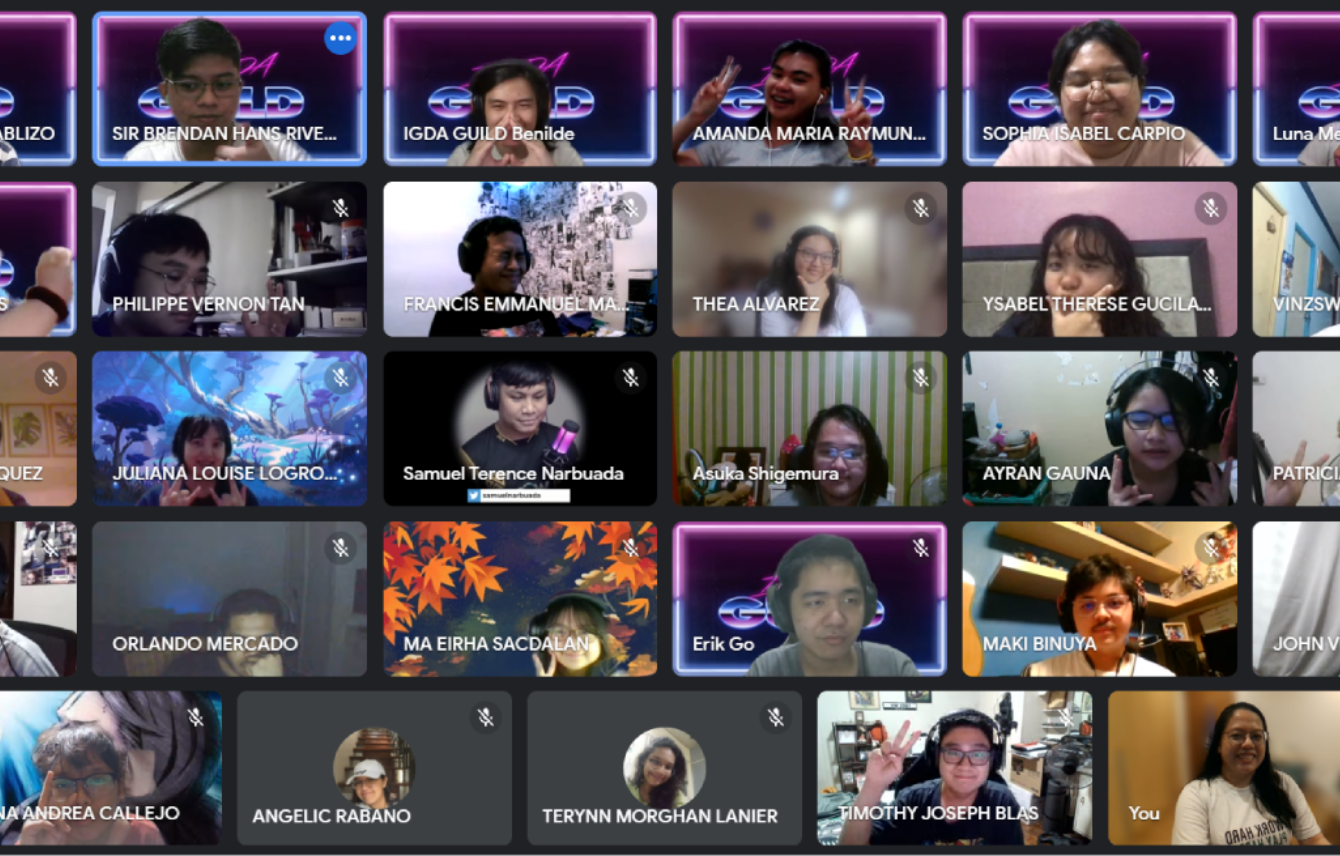 ABLIZO
SIR BRENDAN HANS RIVE...
IGDA GUILD Benilde
AMANDA MARIA RAYMUN...
SOPHIA ISABEL CARPIO
Luna Me
S
PHILIPPE VERNON TAN
FRANCIS EMMANUEL MA...
THEA ALVAREZ
YSABEL THERESE GUCILA...
VINZSW
QUEZ
JULIANA LOUISE LOGRO...
Samuel Terence Narbuada
samuelnarbuada
Asuka Shigemura
AYRAN GAUNA
PATRICI
ORLANDO MERCADO
MA EIRHA SACDALAN
Erik Go
MAKI BINUYA
JOHN V
NA ANDREA CALLEJO
ANGELIC RABANO
TERYNN MORGHAN LANIER
TIMOTHY JOSEPH BLAS
You
WORK HARD